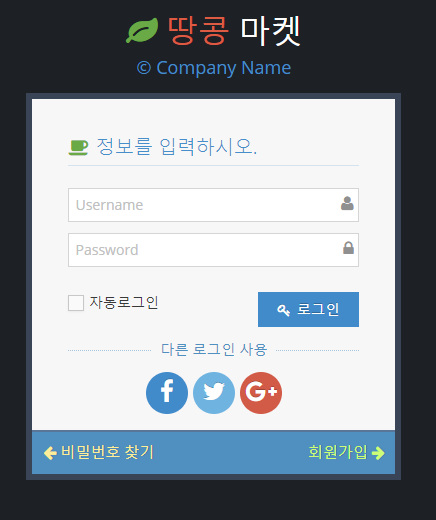 땅콩 마켓
© Company Name
정보를 입력하시오.
Username
Password
자동로그인
로그인
다른 로그인 사용
비밀번호 찾기
회원가입